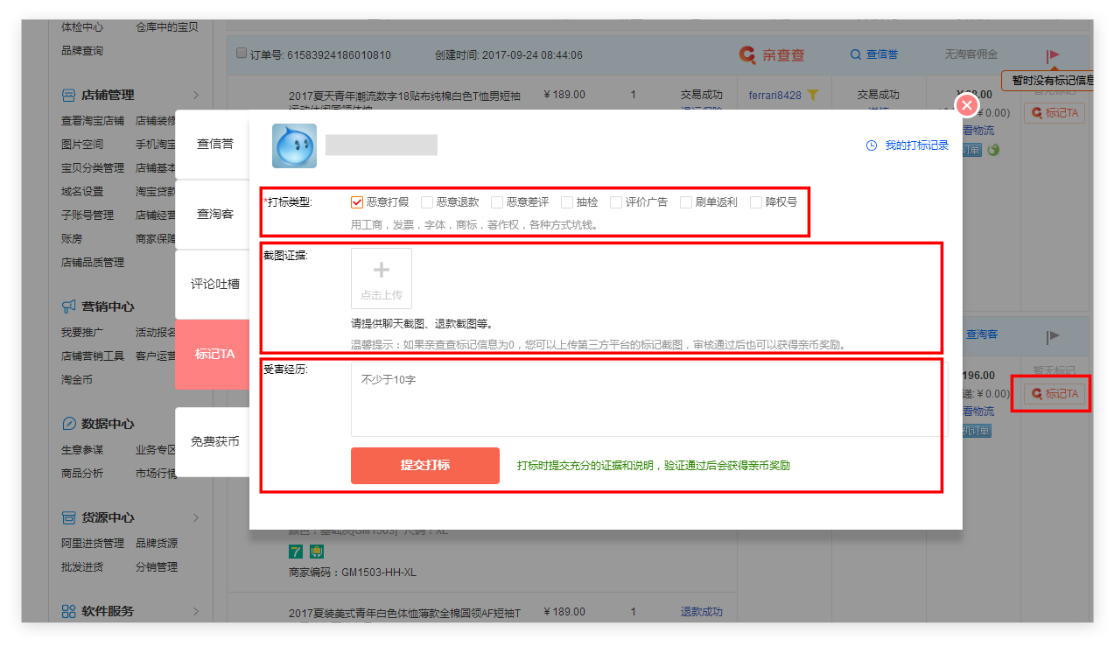 体检中心 仓库中的宝贝
品牌查询
店铺管理
查看淘宝店铺 店铺装修
图片空间 手机淘宝
宝贝分类管理 店铺基本
域名设置 淘宝贷款
子账号管理 店铺经营
账房 商家保障
店铺品质管理
营销中心
我要推广 活动报名
店铺营销工具 客户运营
淘金币
数据中心
生意参谋 业务专区
商品分析 市场行情
货源中心
阿里进货管理 品牌货源
批发进货 分销管理
软件服务
订单号: 61583924186010810 创建时间: 2017-09-24 08:44:06 亲查查 查信誉 无淘客佣金
暂时没有标记信息
2017夏天青年潮流数字18贴布纯棉白色T恤男短袖 ￥189.00 1 交易成功 ferrari8428 交易成功
￥0.00) 标记TA
看物流
查信誉
查淘客
评论吐槽
标记TA
免费获币
我的打标记录
*打标类型: 恶意打假 恶意退款 恶意差评 抽检 评价广告 刷单返利 降权号
用工商，发票，字体，商标，著作权，各种方式坑钱。
截图证据:
点击上传
请提供聊天截图、退款截图等。
温馨提示：如果亲查查标记信息为0，您可以上传第三方平台的标记截图，审核通过后也可以获得亲币奖励。
受害经历:
不少于10字
提交打标 打标时提交充分的证据和说明，验证通过后会获得亲币奖励
查淘客
196.00 暂无标记
递:￥0.00) 标记TA
看物流
商家编码：GM1503-HH-XL
2017夏装美式青年白色体恤薄款全棉圆领AF短袖T ￥189.00 1 退款成功